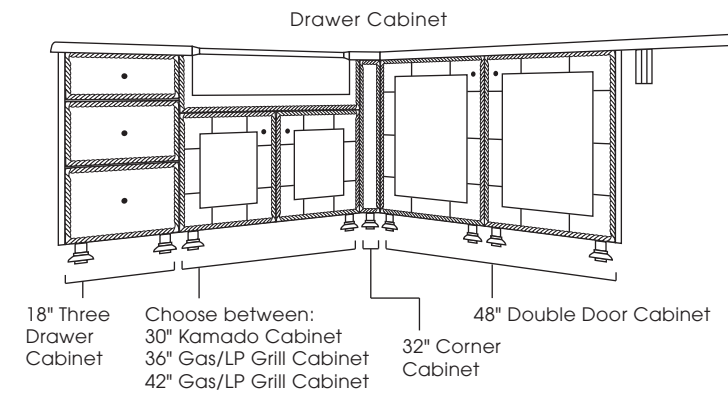 Drawer Cabinet
18" Three
Drawer
Cabinet
Choose between:
30" Kamado Cabinet
36" Gas/LP Grill Cabinet
42" Gas/LP Grill Cabinet
32" Corner
Cabinet
48" Double Door Cabinet